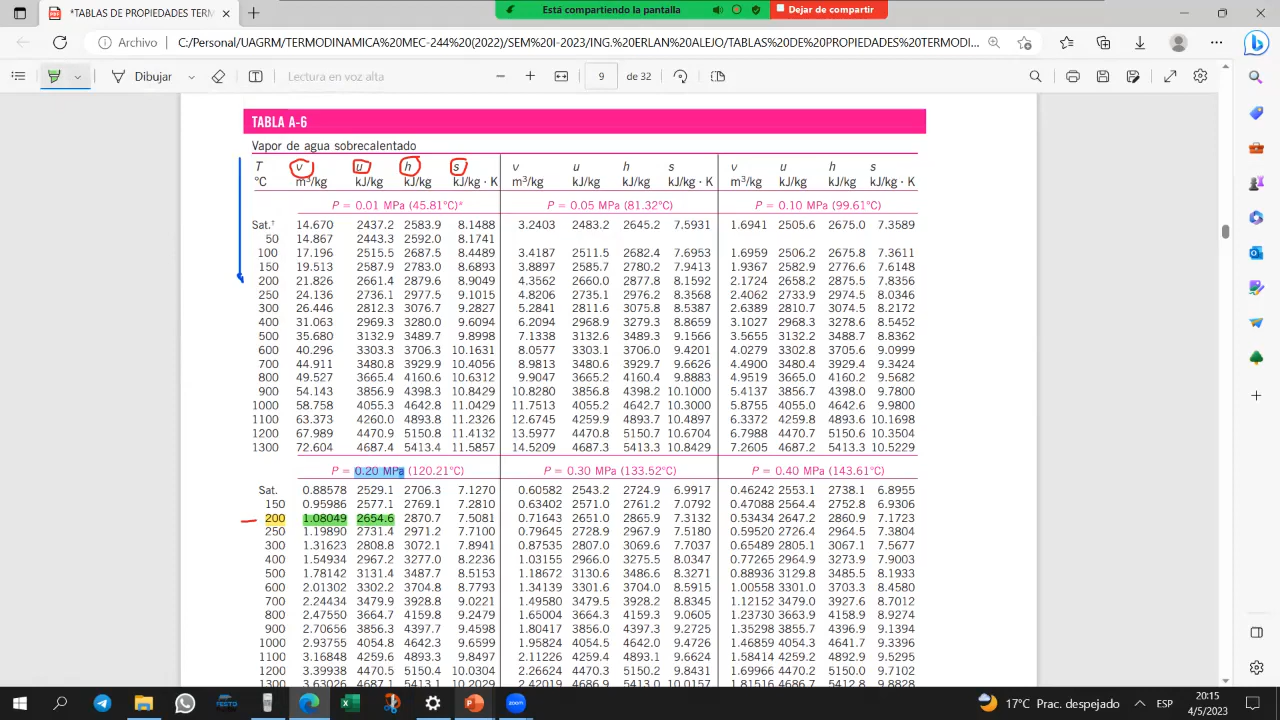 *TABLAS DE PROPIEDADES TERM
Está compartiendo la pantalla
Dejar de compartir
Archivo
C:/Personal/UAGRM/TERMODINAMICA%20MEC-244%20(2022)/SEM%20I-2023/ING.%20ERLAN%20ALEJO/TABLAS%20DE%20PROPIEDADES%20TERMODI...
Dibujar
Lectura en voz alta
9 de 32
TABLA A-6
Vapor de agua sobrecalentado
T v u h s v u h s v u h s
°C m³/kg kJ/kg kJ/kg kJ/kg · K m³/kg kJ/kg kJ/kg kJ/kg · K m³/kg kJ/kg kJ/kg kJ/kg · K
P = 0.01 MPa (45.81°C)* P = 0.05 MPa (81.32°C) P = 0.10 MPa (99.61°C)
Sat.† 14.670 2437.2 2583.9 8.1488 3.2403 2483.2 2645.2 7.5931 1.6941 2505.6 2675.0 7.3589
50 14.867 2443.3 2592.0 8.1741
100 17.196 2515.5 2687.5 8.4489 3.4187 2511.5 2682.4 7.6953 1.6959 2506.2 2675.8 7.3611
150 19.513 2587.9 2783.0 8.6893 3.8897 2585.7 2780.2 7.9413 1.9367 2582.9 2776.6 7.6148
200 21.826 2661.4 2879.6 8.9049 4.3562 2660.0 2877.8 8.1592 2.1724 2658.2 2875.5 7.8356
250 24.136 2736.1 2977.5 9.1015 4.8206 2735.1 2976.2 8.3568 2.4062 2733.9 2974.5 8.0346
300 26.446 2812.3 3076.7 9.2827 5.2841 2811.6 3075.8 8.5387 2.6389 2810.7 3074.5 8.2172
400 31.063 2969.3 3280.0 9.6094 6.2094 2968.9 3279.3 8.8659 3.1027 2968.3 3278.6 8.5452
500 35.680 3132.9 3489.7 9.8998 7.1338 3132.6 3489.3 9.1566 3.5655 3132.2 3488.7 8.8362
600 40.296 3303.3 3706.3 10.1631 8.0577 3303.1 3706.0 9.4201 4.0279 3302.8 3705.6 9.0999
700 44.911 3480.8 3929.9 10.4056 8.9813 3480.6 3929.7 9.6626 4.4900 3480.4 3929.4 9.3424
800 49.527 3665.4 4160.6 10.6312 9.9047 3665.2 4160.4 9.8883 4.9519 3665.0 4160.2 9.5682
900 54.143 3856.9 4398.3 10.8429 10.8280 3856.8 4398.2 10.1000 5.4137 3856.7 4398.0 9.7800
1000 58.758 4055.3 4642.8 11.0429 11.7513 4055.2 4642.7 10.3000 5.8755 4055.0 4642.6 9.9800
1100 63.373 4260.0 4893.8 11.2326 12.6745 4259.9 4893.7 10.4897 6.3372 4259.8 4893.6 10.1698
1200 67.989 4470.9 5150.8 11.4132 13.5977 4470.8 5150.7 10.6704 6.7988 4470.7 5150.6 10.3504
1300 72.604 4687.4 5413.4 11.5857 14.5209 4687.3 5413.4 10.8429 7.2605 4687.2 5413.4 10.5229
P = 0.20 MPa (120.21°C) P = 0.30 MPa (133.52°C) P = 0.40 MPa (143.61°C)
Sat. 0.88578 2529.1 2706.3 7.1270 0.60582 2543.2 2724.9 6.9917 0.46242 2553.1 2738.1 6.8955
150 0.95986 2577.1 2769.1 7.2810 0.63402 2571.0 2761.2 7.0792 0.47088 2564.4 2752.8 6.9306
200 1.08049 2654.6 2870.7 7.5081 0.71643 2651.0 2865.9 7.3132 0.53434 2647.2 2860.9 7.1723
250 1.19890 2731.4 2971.2 7.7100 0.79645 2728.9 2967.9 7.5180 0.59520 2726.4 2964.5 7.3804
300 1.31623 2808.8 3072.1 7.8941 0.87535 2807.0 3069.6 7.7037 0.65489 2805.1 3067.1 7.5677
400 1.54934 2967.2 3277.0 8.2236 1.03155 2966.0 3275.5 8.0347 0.77265 2964.9 3273.9 7.9003
500 1.78142 3131.4 3487.7 8.5153 1.18672 3130.6 3486.6 8.3271 0.88936 3129.8 3485.5 8.1933
600 2.01302 3302.2 3704.8 8.7793 1.34139 3301.6 3704.0 8.5915 1.00558 3301.0 3703.3 8.4580
700 2.24434 3479.9 3928.8 9.0221 1.49580 3479.5 3928.2 8.8345 1.12152 3479.0 3927.6 8.7012
800 2.47550 3664.7 4159.8 9.2479 1.65004 3664.3 4159.3 9.0605 1.23730 3663.9 4158.9 8.9274
900 2.70656 3856.3 4397.7 9.4598 1.80417 3856.0 4397.3 9.2725 1.35298 3855.7 4396.9 9.1394
1000 2.93755 4054.8 4642.3 9.6599 1.95824 4054.5 4642.0 9.4726 1.46859 4054.3 4641.7 9.3396
1100 3.16848 4259.6 4893.3 9.8497 2.11226 4259.4 4893.1 9.6624 1.58414 4259.2 4892.9 9.5295
1200 3.39938 4470.5 5150.4 10.0304 2.26624 4470.3 5150.2 9.8431 1.69966 4470.2 5150.0 9.7102
1300 3.63026 4687.1 5413.1 10.2029 2.42019 4686.9 5413.0 10.0157 1.81516 4686.7 5412.8 9.8828
17°C Prac. despejado
ESP
20:15
4/5/2023
FESTO
zoom